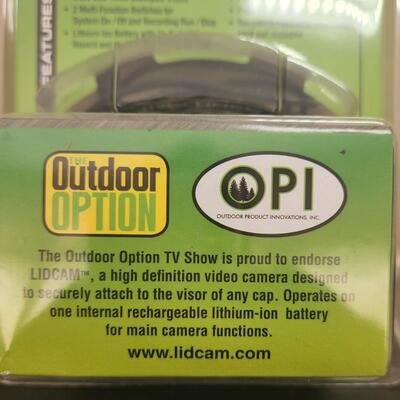 FEATURES
• 2 Multi Function Switches for
System On / Off and Recording Run / Stop
• Lithium-Ion Battery with
THE
Outdoor
OPTION
OPI
OUTDOOR PRODUCT INNOVATIONS, INC.
The Outdoor Option TV Show is proud to endorse
LIDCAM™, a high definition video camera designed
to securely attach to the visor of any cap. Operates on
one internal rechargeable lithium-ion battery
for main camera functions.
www.lidcam.com